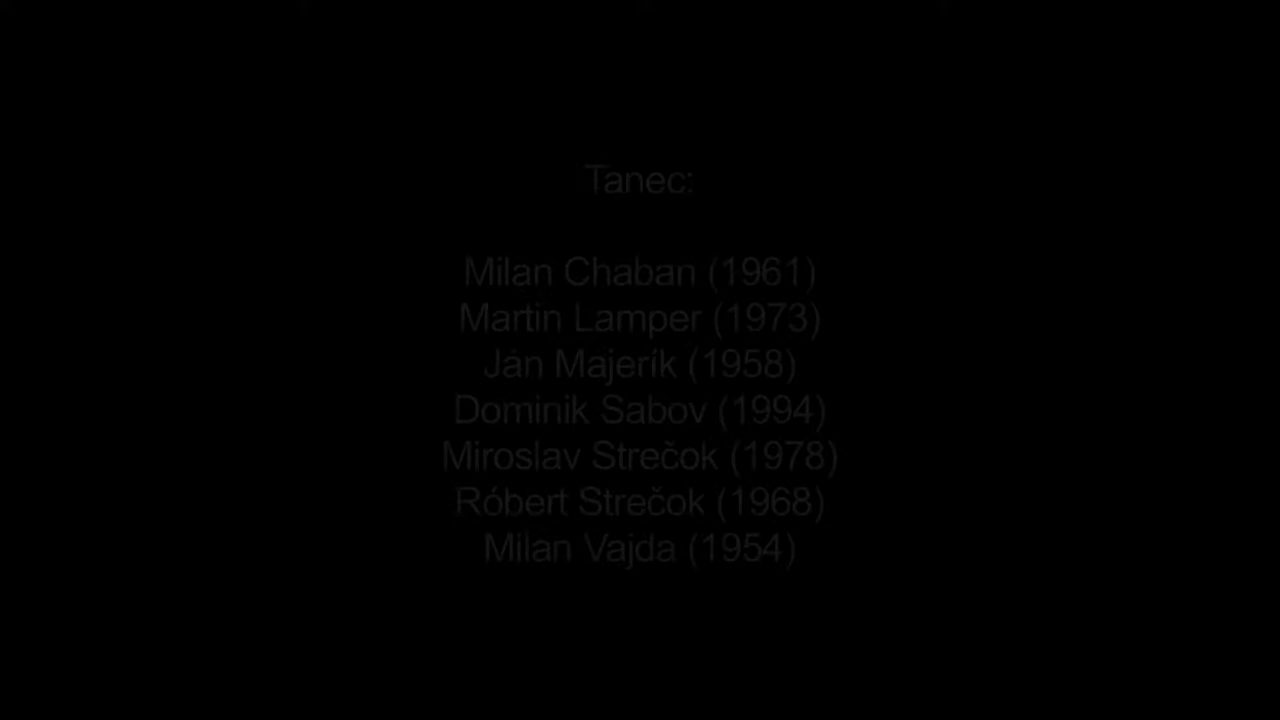 Tanec:
Milan Chaban (1961)
Martin Lamper (1973)
Ján Majerík (1958)
Dominik Sabov (1994)
Miroslav Strečok (1978)
Róbert Strečok (1968)
Milan Vajda (1954)